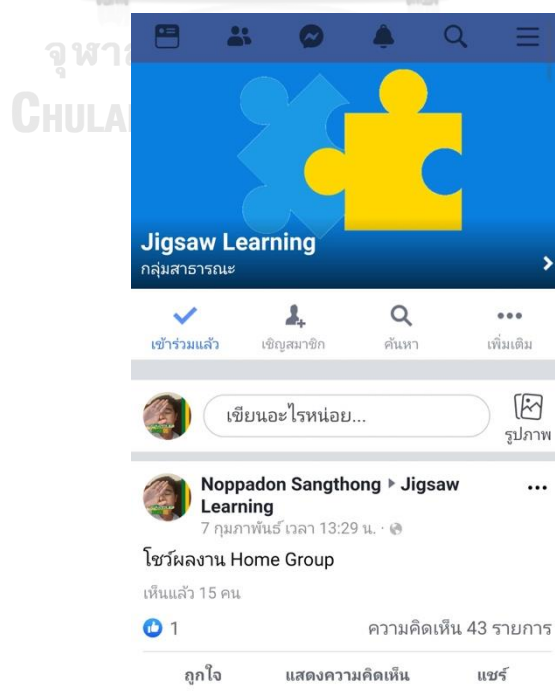 จุฬา
CHULA
Jigsaw Learning
กลุ่มสาธารณะ
เข้าร่วมแล้ว
เชิญสมาชิก
ค้นหา
เพิ่มเติม
เขียนอะไรหน่อย...
รูปภาพ
Noppadon Sangthong ▸ Jigsaw
Learning
7 กุมภาพันธ์ เวลา 13:29 น. ·
โชว์ผลงาน Home Group
เห็นแล้ว 15 คน
1
ความคิดเห็น 43 รายการ
ถูกใจ
แสดงความคิดเห็น
แชร์